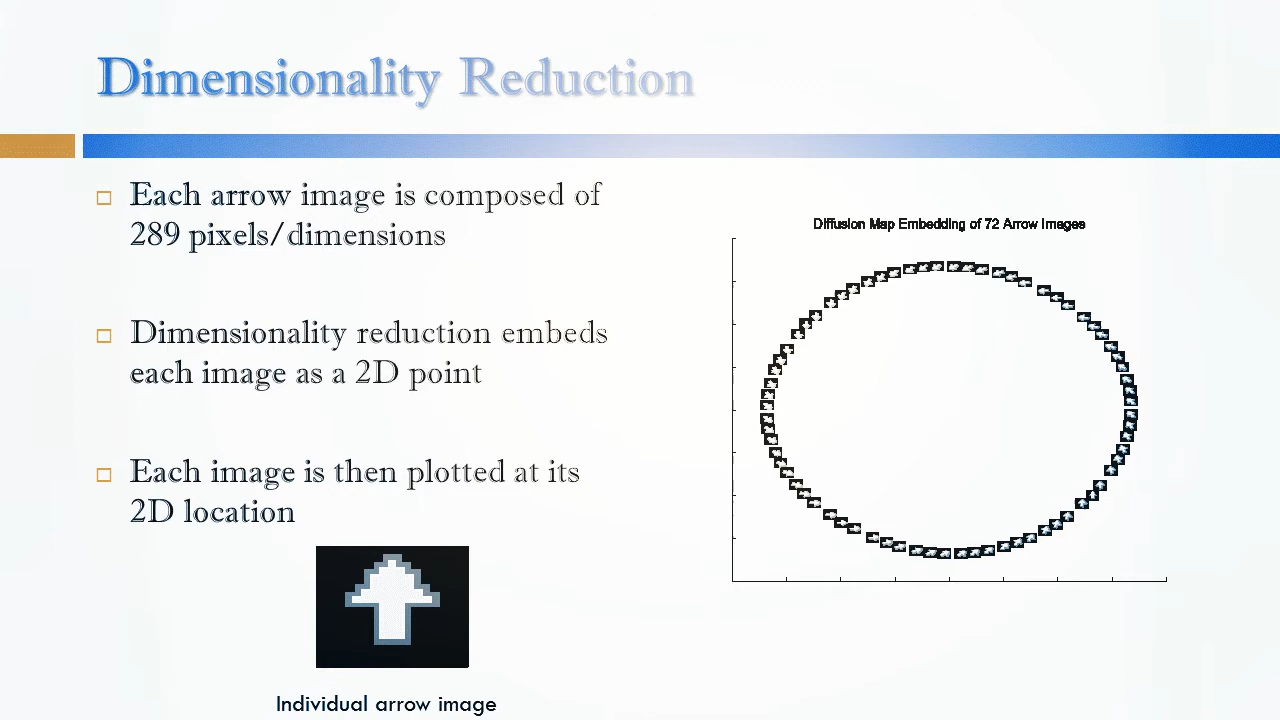 Dimensionality Reduction
Each arrow image is composed of
289 pixels/dimensions
Dimensionality reduction embeds
each image as a 2D point
Each image is then plotted at its
2D location
Individual arrow image
Diffusion Map Embedding of 72 Arrow Images